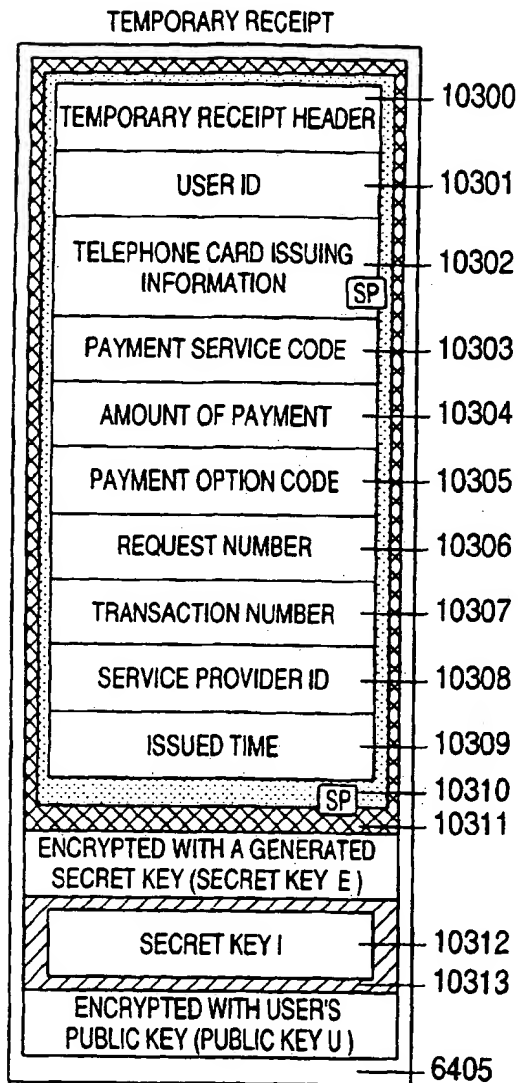 TEMPORARY RECEIPT
TEMPORARY RECEIPT HEADER 10300
USER ID 10301
TELEPHONE CARD ISSUING
INFORMATION 10302
SP
PAYMENT SERVICE CODE 10303
AMOUNT OF PAYMENT 10304
PAYMENT OPTION CODE 10305
REQUEST NUMBER 10306
TRANSACTION NUMBER 10307
SERVICE PROVIDER ID 10308
ISSUED TIME 10309
SP 10310
10311
ENCRYPTED WITH A GENERATED
SECRET KEY (SECRET KEY E)
SECRET KEY I 10312
10313
ENCRYPTED WITH USER'S
PUBLIC KEY (PUBLIC KEY U)
6405